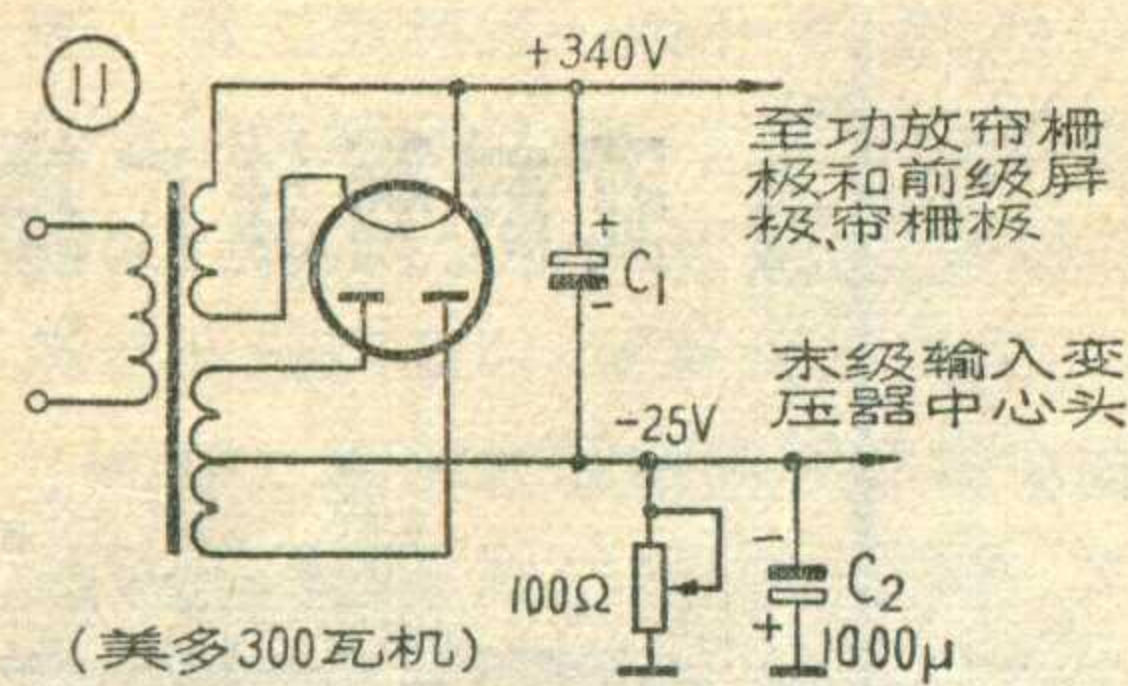 11
+340V
至功放帘栅
极和前级屏
极、帘栅极
+
C1
-
末级输入变
压器中心头
-25V
100Ω
-
C2
+
1000μ
(美多300瓦机)